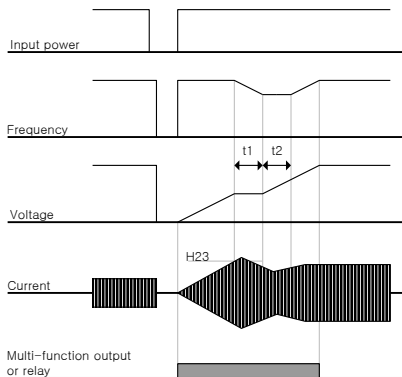 Input power
Frequency
t1
t2
Voltage
H23
Current
Multi-function output
or relay